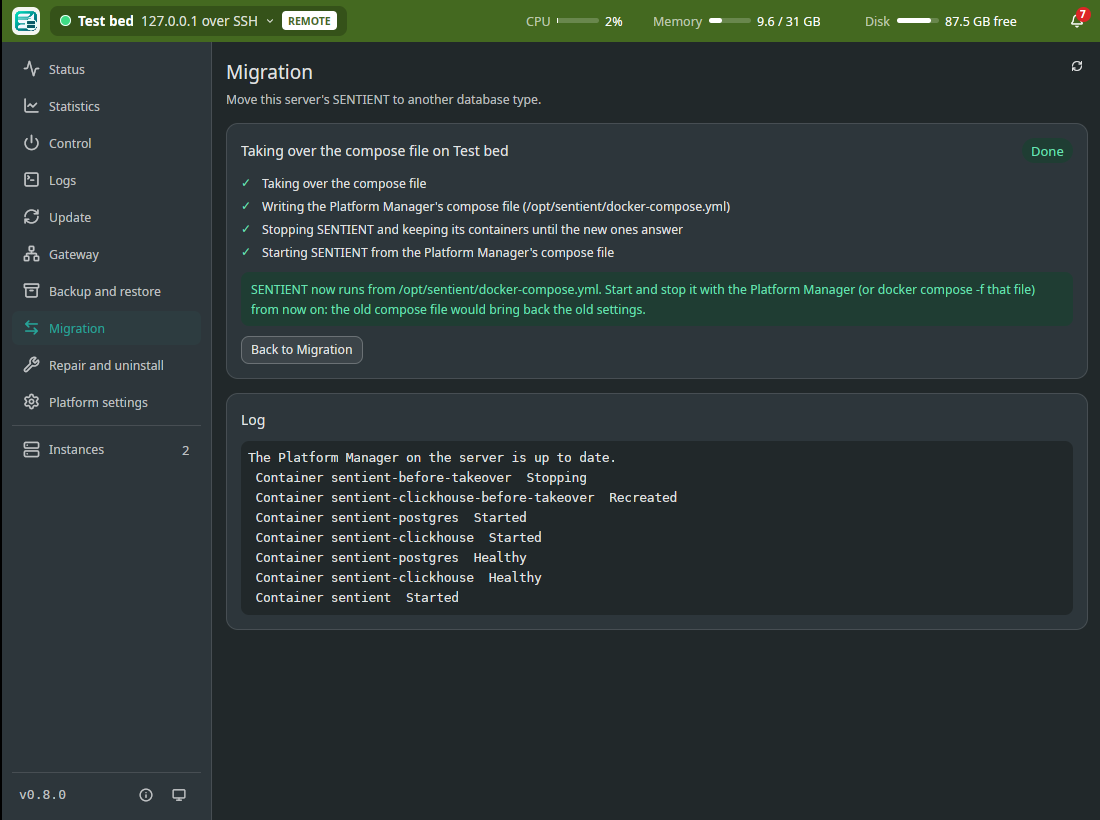 Test bed 127.0.0.1 over SSH REMOTE CPU 2% Memory 9.6 / 31 GB Disk 87.5 GB free 7
Status
Statistics
Control
Logs
Update
Gateway
Backup and restore
Migration
Repair and uninstall
Platform settings
Instances 2
v0.8.0
Migration
Move this server's SENTIENT to another database type.
Taking over the compose file on Test bed Done
✓ Taking over the compose file
✓ Writing the Platform Manager's compose file (/opt/sentient/docker-compose.yml)
✓ Stopping SENTIENT and keeping its containers until the new ones answer
✓ Starting SENTIENT from the Platform Manager's compose file
SENTIENT now runs from /opt/sentient/docker-compose.yml. Start and stop it with the Platform Manager (or docker compose -f that file)
from now on: the old compose file would bring back the old settings.
Back to Migration
Log
The Platform Manager on the server is up to date.
Container sentient-before-takeover Stopping
Container sentient-clickhouse-before-takeover Recreated
Container sentient-postgres Started
Container sentient-clickhouse Started
Container sentient-postgres Healthy
Container sentient-clickhouse Healthy
Container sentient Started